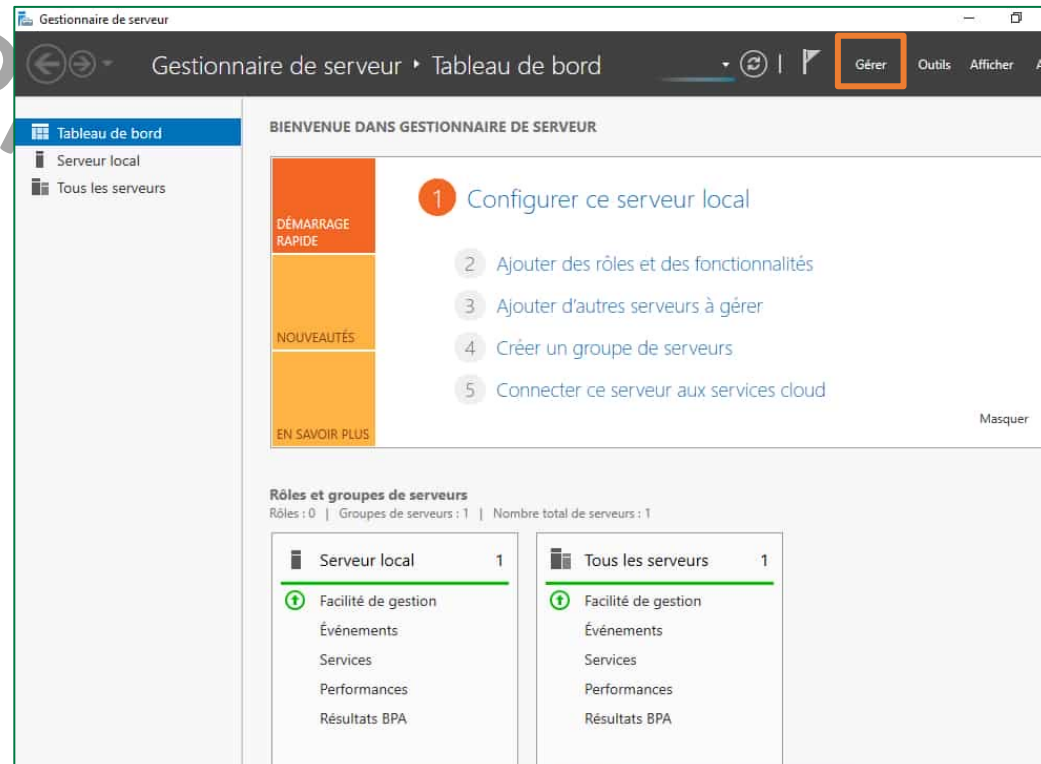 Gestionnaire de serveur
Gestionnaire de serveur ‣ Tableau de bord
Gérer Outils Afficher
Tableau de bord
Serveur local
Tous les serveurs
BIENVENUE DANS GESTIONNAIRE DE SERVEUR
DÉMARRAGE
RAPIDE
NOUVEAUTÉS
EN SAVOIR PLUS
1 Configurer ce serveur local
2 Ajouter des rôles et des fonctionnalités
3 Ajouter d'autres serveurs à gérer
4 Créer un groupe de serveurs
5 Connecter ce serveur aux services cloud
Masquer
Rôles et groupes de serveurs
Rôles : 0 | Groupes de serveurs : 1 | Nombre total de serveurs : 1
Serveur local 1
Facilité de gestion
Événements
Services
Performances
Résultats BPA
Tous les serveurs 1
Facilité de gestion
Événements
Services
Performances
Résultats BPA